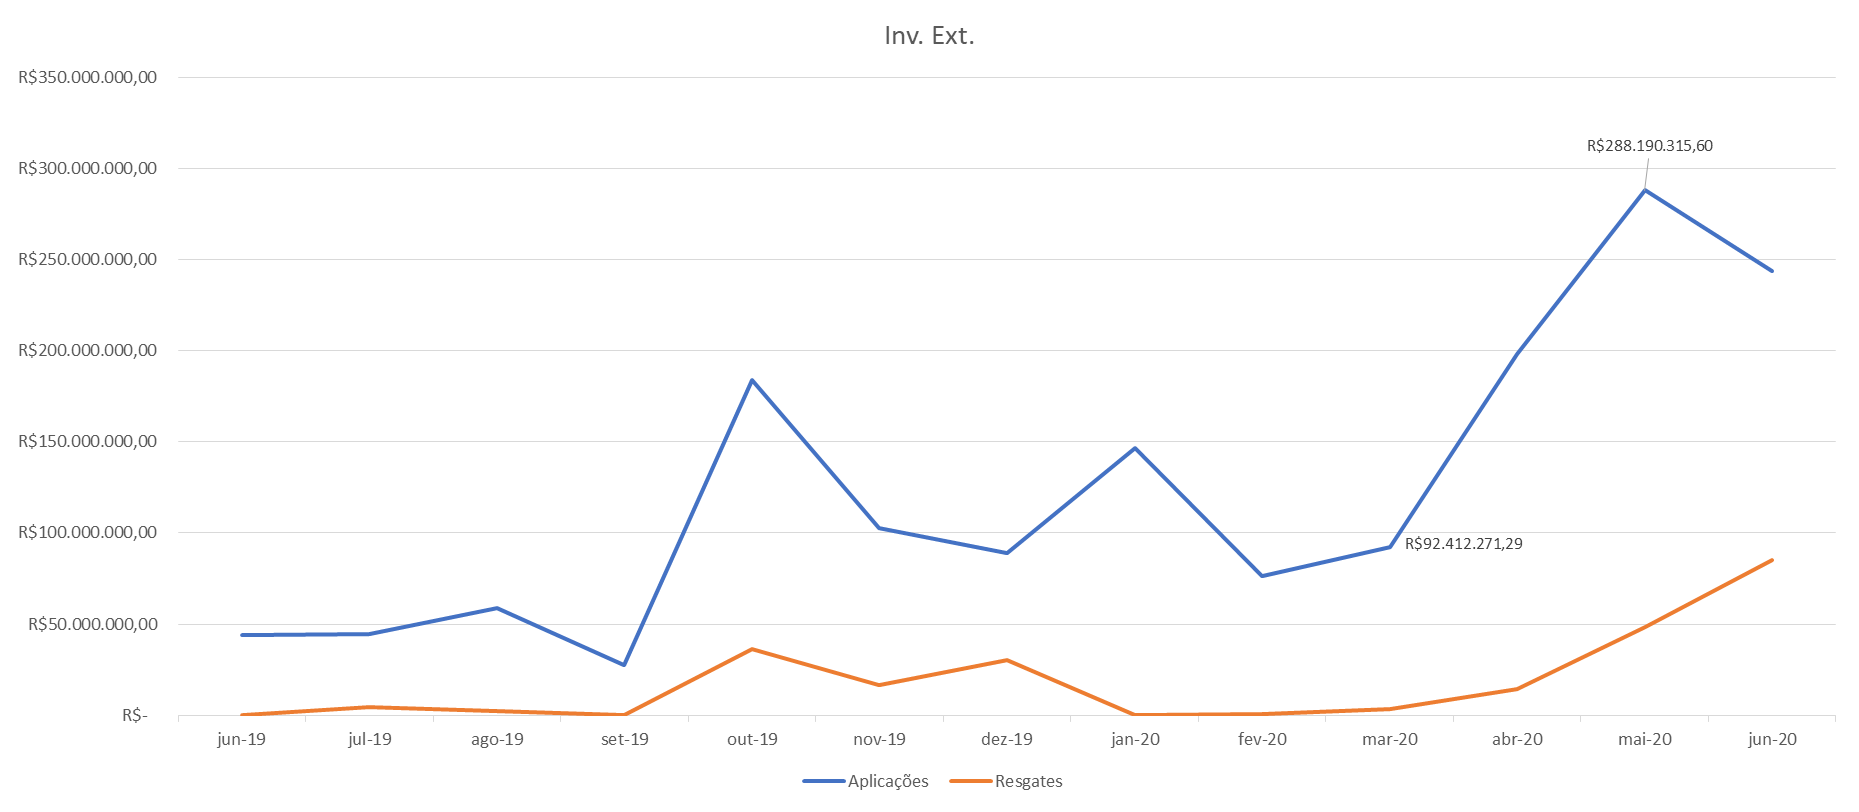 Inv. Ext.
R$350.000.000,00
R$300.000.000,00
R$250.000.000,00
R$200.000.000,00
R$150.000.000,00
R$100.000.000,00
R$50.000.000,00
R$-
R$288.190.315,60
R$92.412.271,29
jun-19 jul-19 ago-19 set-19 out-19 nov-19 dez-19 jan-20 fev-20 mar-20 abr-20 mai-20 jun-20
Aplicações Resgates